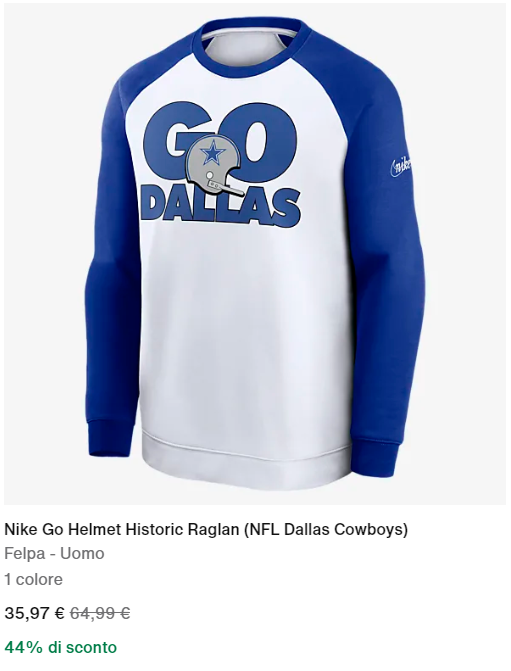 GO
DALLAS
nike
Nike Go Helmet Historic Raglan (NFL Dallas Cowboys)
Felpa - Uomo
1 colore
35,97 € 64,99 €
44% di sconto